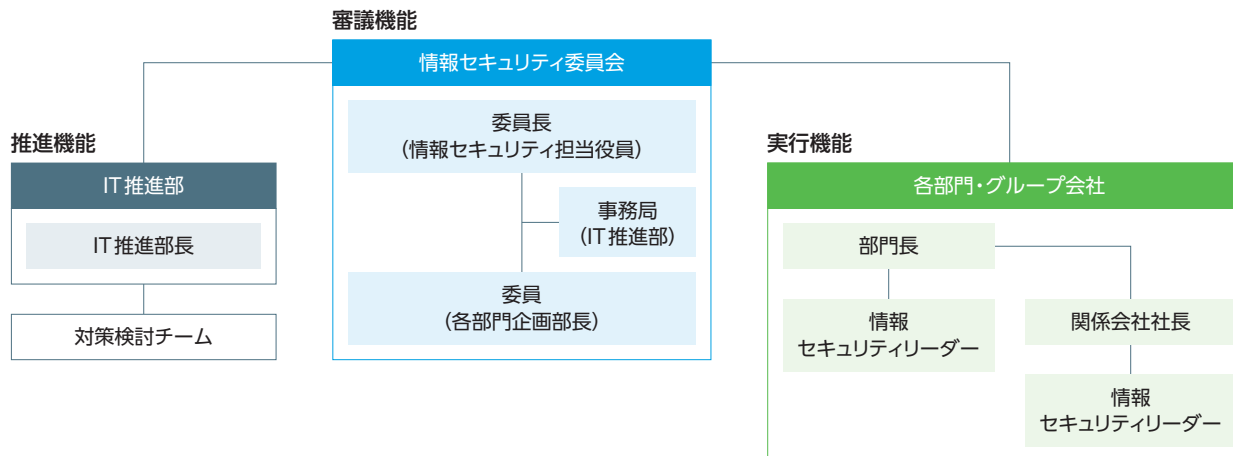 審議機能
情報セキュリティ委員会
委員長
（情報セキュリティ担当役員）
事務局
（IT推進部）
委員
（各部門企画部長）
推進機能
IT推進部
IT推進部長
対策検討チーム
実行機能
各部門・グループ会社
部門長
情報
セキュリティリーダー
関係会社社長
情報
セキュリティリーダー